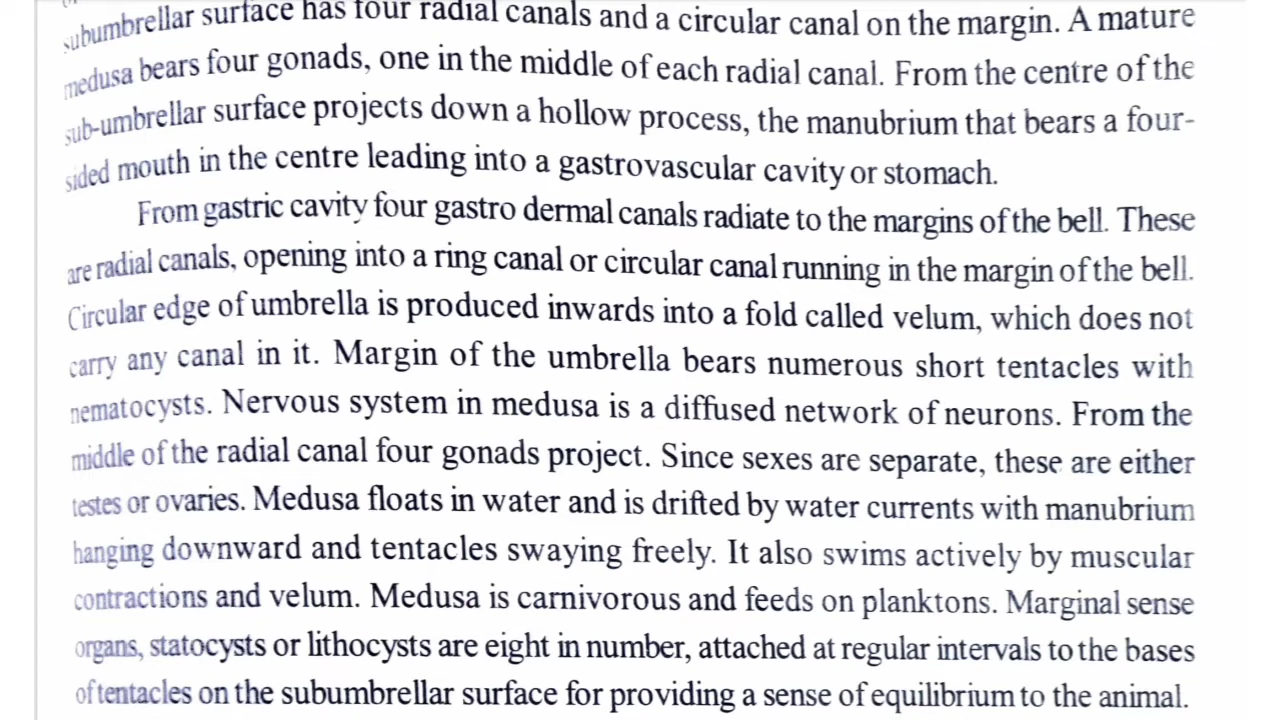 subumbrellar surface has four radial canals and a circular canal on the margin. A mature
medusa bears four gonads, one in the middle of each radial canal. From the centre of the
sub-umbrellar surface projects down a hollow process, the manubrium that bears a four-
sided mouth in the centre leading into a gastrovascular cavity or stomach.
From gastric cavity four gastro dermal canals radiate to the margins of the bell. These
are radial canals, opening into a ring canal or circular canal running in the margin of the bell.
Circular edge of umbrella is produced inwards into a fold called velum, which does not
carry any canal in it. Margin of the umbrella bears numerous short tentacles with
nematocysts. Nervous system in medusa is a diffused network of neurons. From the
middle of the radial canal four gonads project. Since sexes are separate, these are either
testes or ovaries. Medusa floats in water and is drifted by water currents with manubrium
hanging downward and tentacles swaying freely. It also swims actively by muscular
contractions and velum. Medusa is carnivorous and feeds on planktons. Marginal sense
organs, statocysts or lithocysts are eight in number, attached at regular intervals to the bases
of tentacles on the subumbrellar surface for providing a sense of equilibrium to the animal.